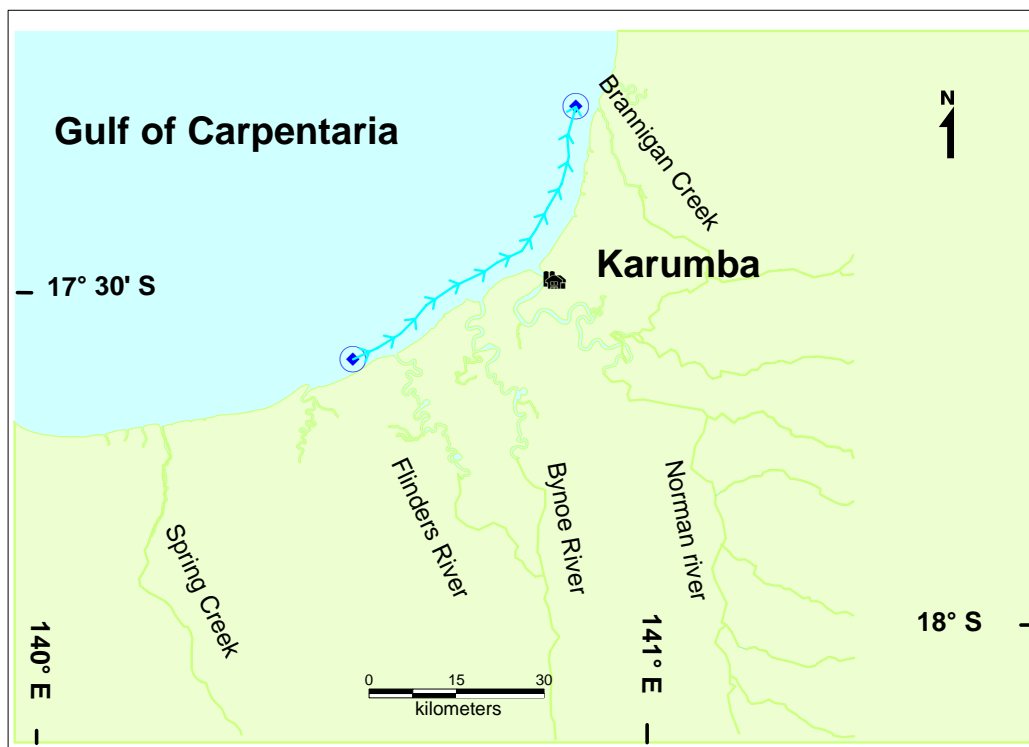 N
Gulf of Carpentaria
Brannigan Creek
Karumba
17° 30' S
Flinders River
Bynoe River
Norman river
Spring Creek
18° S
140° E
141° E
0 15 30
kilometers